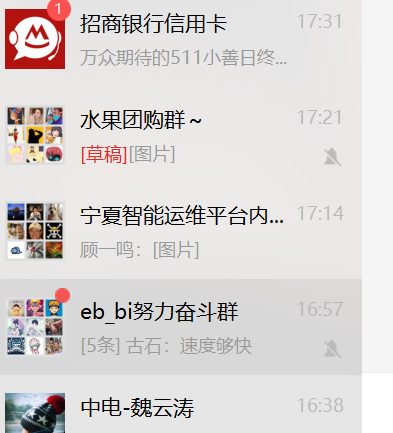 1
招商银行信用卡 17:31
万众期待的511小善日终...
水果团购群~ 17:21
[草稿][图片]
宁夏智能运维平台内... 17:14
顾一鸣：[图片]
eb_bi努力奋斗群 16:57
[5条] 古石：速度够快
中电-魏云涛 16:38